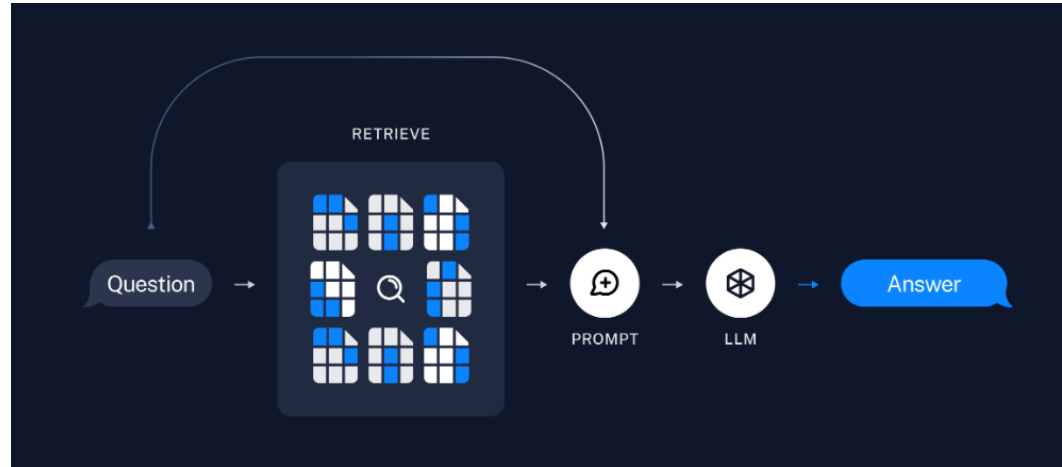 RETRIEVE
Question
PROMPT
LLM
Answer